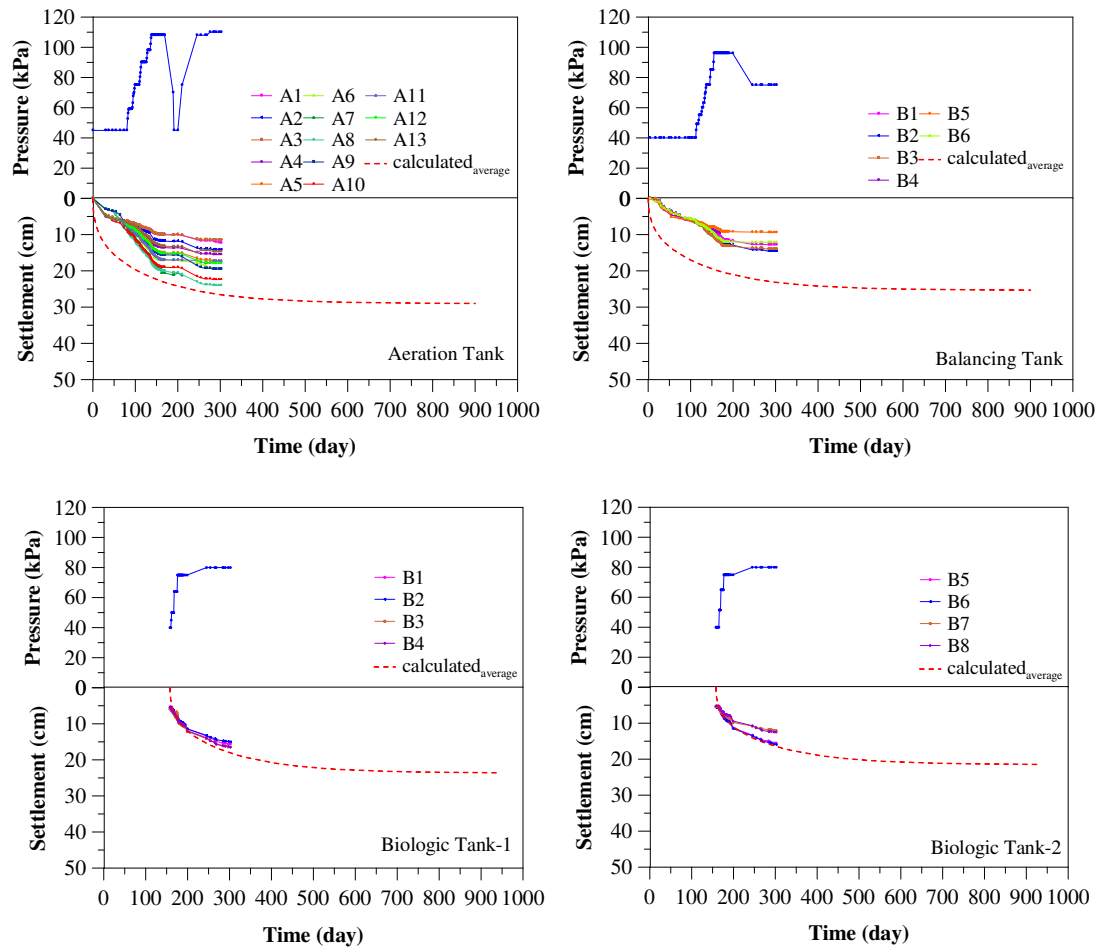 120
100
80
60
40
20
0
Pressure (kPa)
A1 A6 A11
A2 A7 A12
A3 A8 A13
A4 A9 calculated average
A5 A10
0
10
20
30
40
50
Settlement (cm)
Aeration Tank
0 100 200 300 400 500 600 700 800 900 1000
Time (day)
120
100
80
60
40
20
0
Pressure (kPa)
B1 B5
B2 B6
B3 calculated average
B4
0
10
20
30
40
50
Settlement (cm)
Balancing Tank
0 100 200 300 400 500 600 700 800 900 1000
Time (day)
120
100
80
60
40
20
0
Pressure (kPa)
B1
B2
B3
B4
calculated average
0
10
20
30
40
50
Settlement (cm)
Biologic Tank-1
0 100 200 300 400 500 600 700 800 900 1000
Time (day)
120
100
80
60
40
20
0
Pressure (kPa)
B5
B6
B7
B8
calculated average
0
10
20
30
40
50
Settlement (cm)
Biologic Tank-2
0 100 200 300 400 500 600 700 800 900 1000
Time (day)